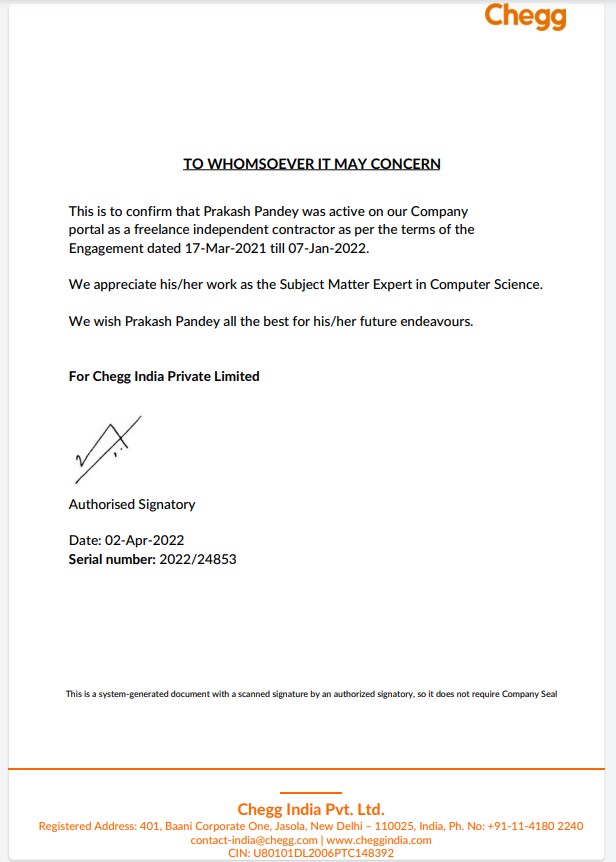 Chegg
TO WHOMSOEVER IT MAY CONCERN
This is to confirm that Prakash Pandey was active on our Company
portal as a freelance independent contractor as per the terms of the
Engagement dated 17-Mar-2021 till 07-Jan-2022.
We appreciate his/her work as the Subject Matter Expert in Computer Science.
We wish Prakash Pandey all the best for his/her future endeavours.
For Chegg India Private Limited
Authorised Signatory
Date: 02-Apr-2022
Serial number: 2022/24853
This is a system-generated document with a scanned signature by an authorized signatory, so it does not require Company Seal
Chegg India Pvt. Ltd.
Registered Address: 401, Baani Corporate One, Jasola, New Delhi – 110025, India, Ph. No: +91-11-4180 2240
contact-india@chegg.com | www.cheggindia.com
CIN: U80101DL2006PTC148392